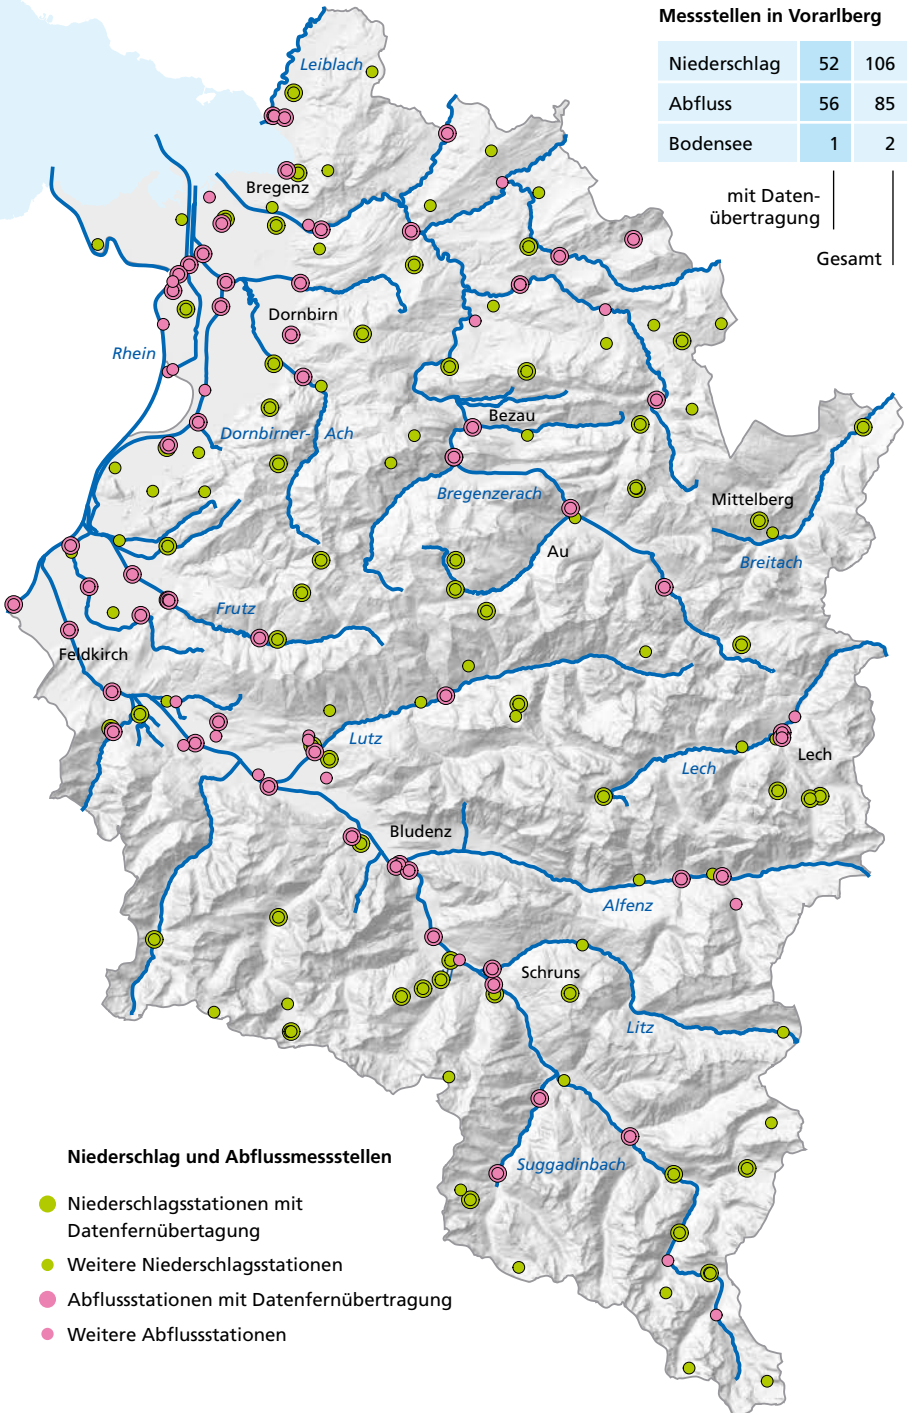 Messstellen in Vorarlberg
Niederschlag 52 106
Abfluss 56 85
Bodensee 1 2
mit Daten-
übertragung
Gesamt
Leiblach
Bregenz
Dornbirn
Rhein
Dornbirner- Ach
Bezau
Bregenzerach
Mittelberg
Breitach
Au
Frutz
Feldkirch
Lutz
Lech
Lech
Bludenz
Alfenz
Schruns
Litz
Suggadinbach
Niederschlag und Abflussmessstellen
Niederschlagsstationen mit
Datenfernübertagung
Weitere Niederschlagsstationen
Abflussstationen mit Datenfernübertragung
Weitere Abflussstationen